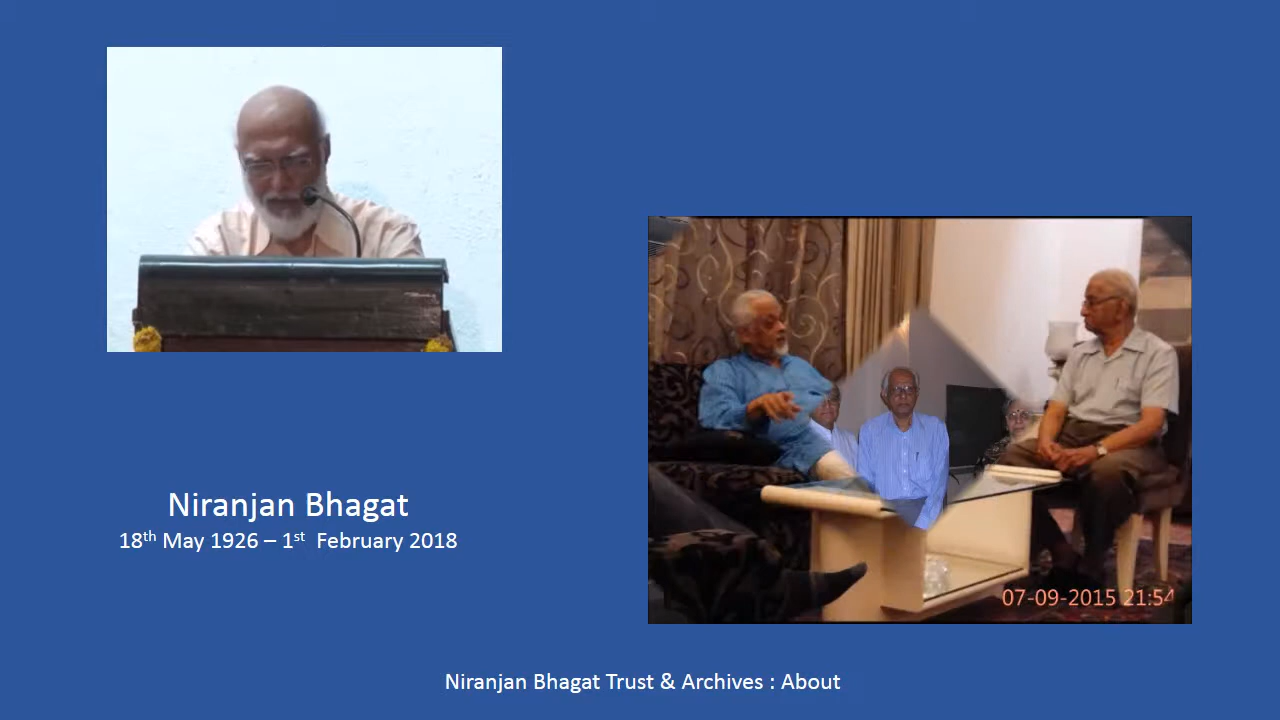 Niranjan Bhagat
18th May 1926 – 1st February 2018
07-09-2015 21:54
Niranjan Bhagat Trust & Archives : About